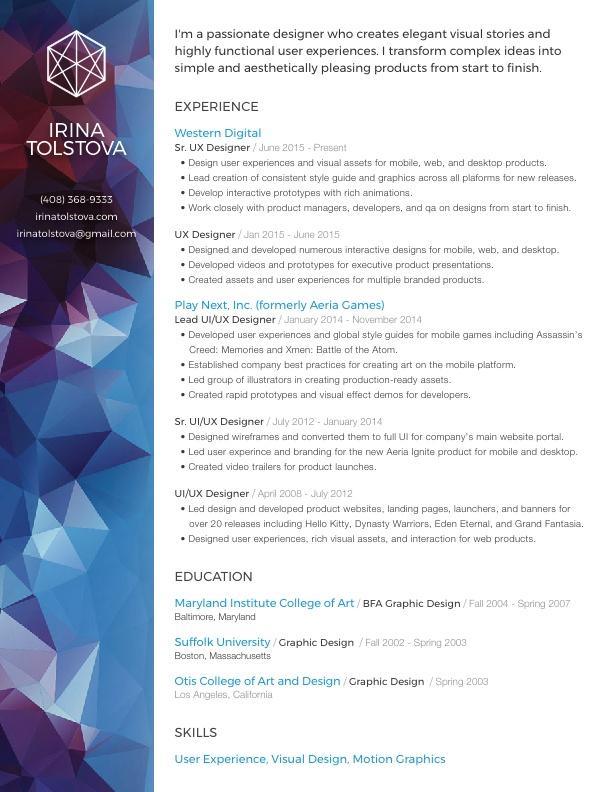 IRINA
TOLSTOVA
(408) 368-9333
irinatolstova.com
irinatolstova@gmail.com
I'm a passionate designer who creates elegant visual stories and
highly functional user experiences. I transform complex ideas into
simple and aesthetically pleasing products from start to finish.
EXPERIENCE
Western Digital
Sr. UX Designer / June 2015 - Present
• Design user experiences and visual assets for mobile, web, and desktop products.
• Lead creation of consistent style guide and graphics across all plaforms for new releases.
• Develop interactive prototypes with rich animations.
• Work closely with product managers, developers, and qa on designs from start to finish.
UX Designer / Jan 2015 - June 2015
• Designed and developed numerous interactive designs for mobile, web, and desktop.
• Developed videos and prototypes for executive product presentations.
• Created assets and user experiences for multiple branded products.
Play Next, Inc. (formerly Aeria Games)
Lead UI/UX Designer / January 2014 - November 2014
• Developed user experiences and global style guides for mobile games including Assassin's
Creed: Memories and Xmen: Battle of the Atom.
• Established company best practices for creating art on the mobile platform.
• Led group of illustrators in creating production-ready assets.
• Created rapid prototypes and visual effect demos for developers.
Sr. UI/UX Designer / July 2012 - January 2014
• Designed wireframes and converted them to full UI for company's main website portal.
• Led user experince and branding for the new Aeria Ignite product for mobile and desktop.
• Created video trailers for product launches.
UI/UX Designer / April 2008 - July 2012
• Led design and developed product websites, landing pages, launchers, and banners for
over 20 releases including Hello Kitty, Dynasty Warriors, Eden Eternal, and Grand Fantasia.
• Designed user experiences, rich visual assets, and interaction for web products.
EDUCATION
Maryland Institute College of Art / BFA Graphic Design / Fall 2004 - Spring 2007
Baltimore, Maryland
Suffolk University / Graphic Design / Fall 2002 - Spring 2003
Boston, Massachusetts
Otis College of Art and Design / Graphic Design / Spring 2003
Los Angeles, California
SKILLS
User Experience, Visual Design, Motion Graphics